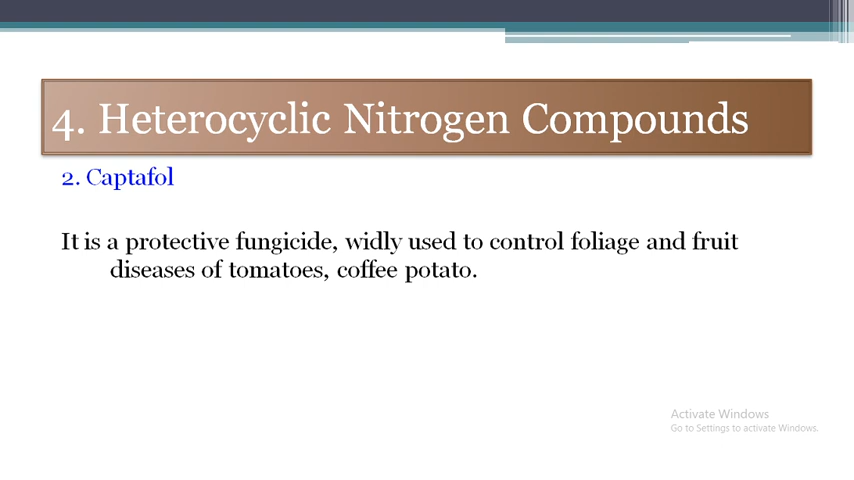 4. Heterocyclic Nitrogen Compounds
2. Captafol
It is a protective fungicide, widly used to control foliage and fruit
diseases of tomatoes, coffee potato.
Activate Windows
Go to Settings to activate Windows.